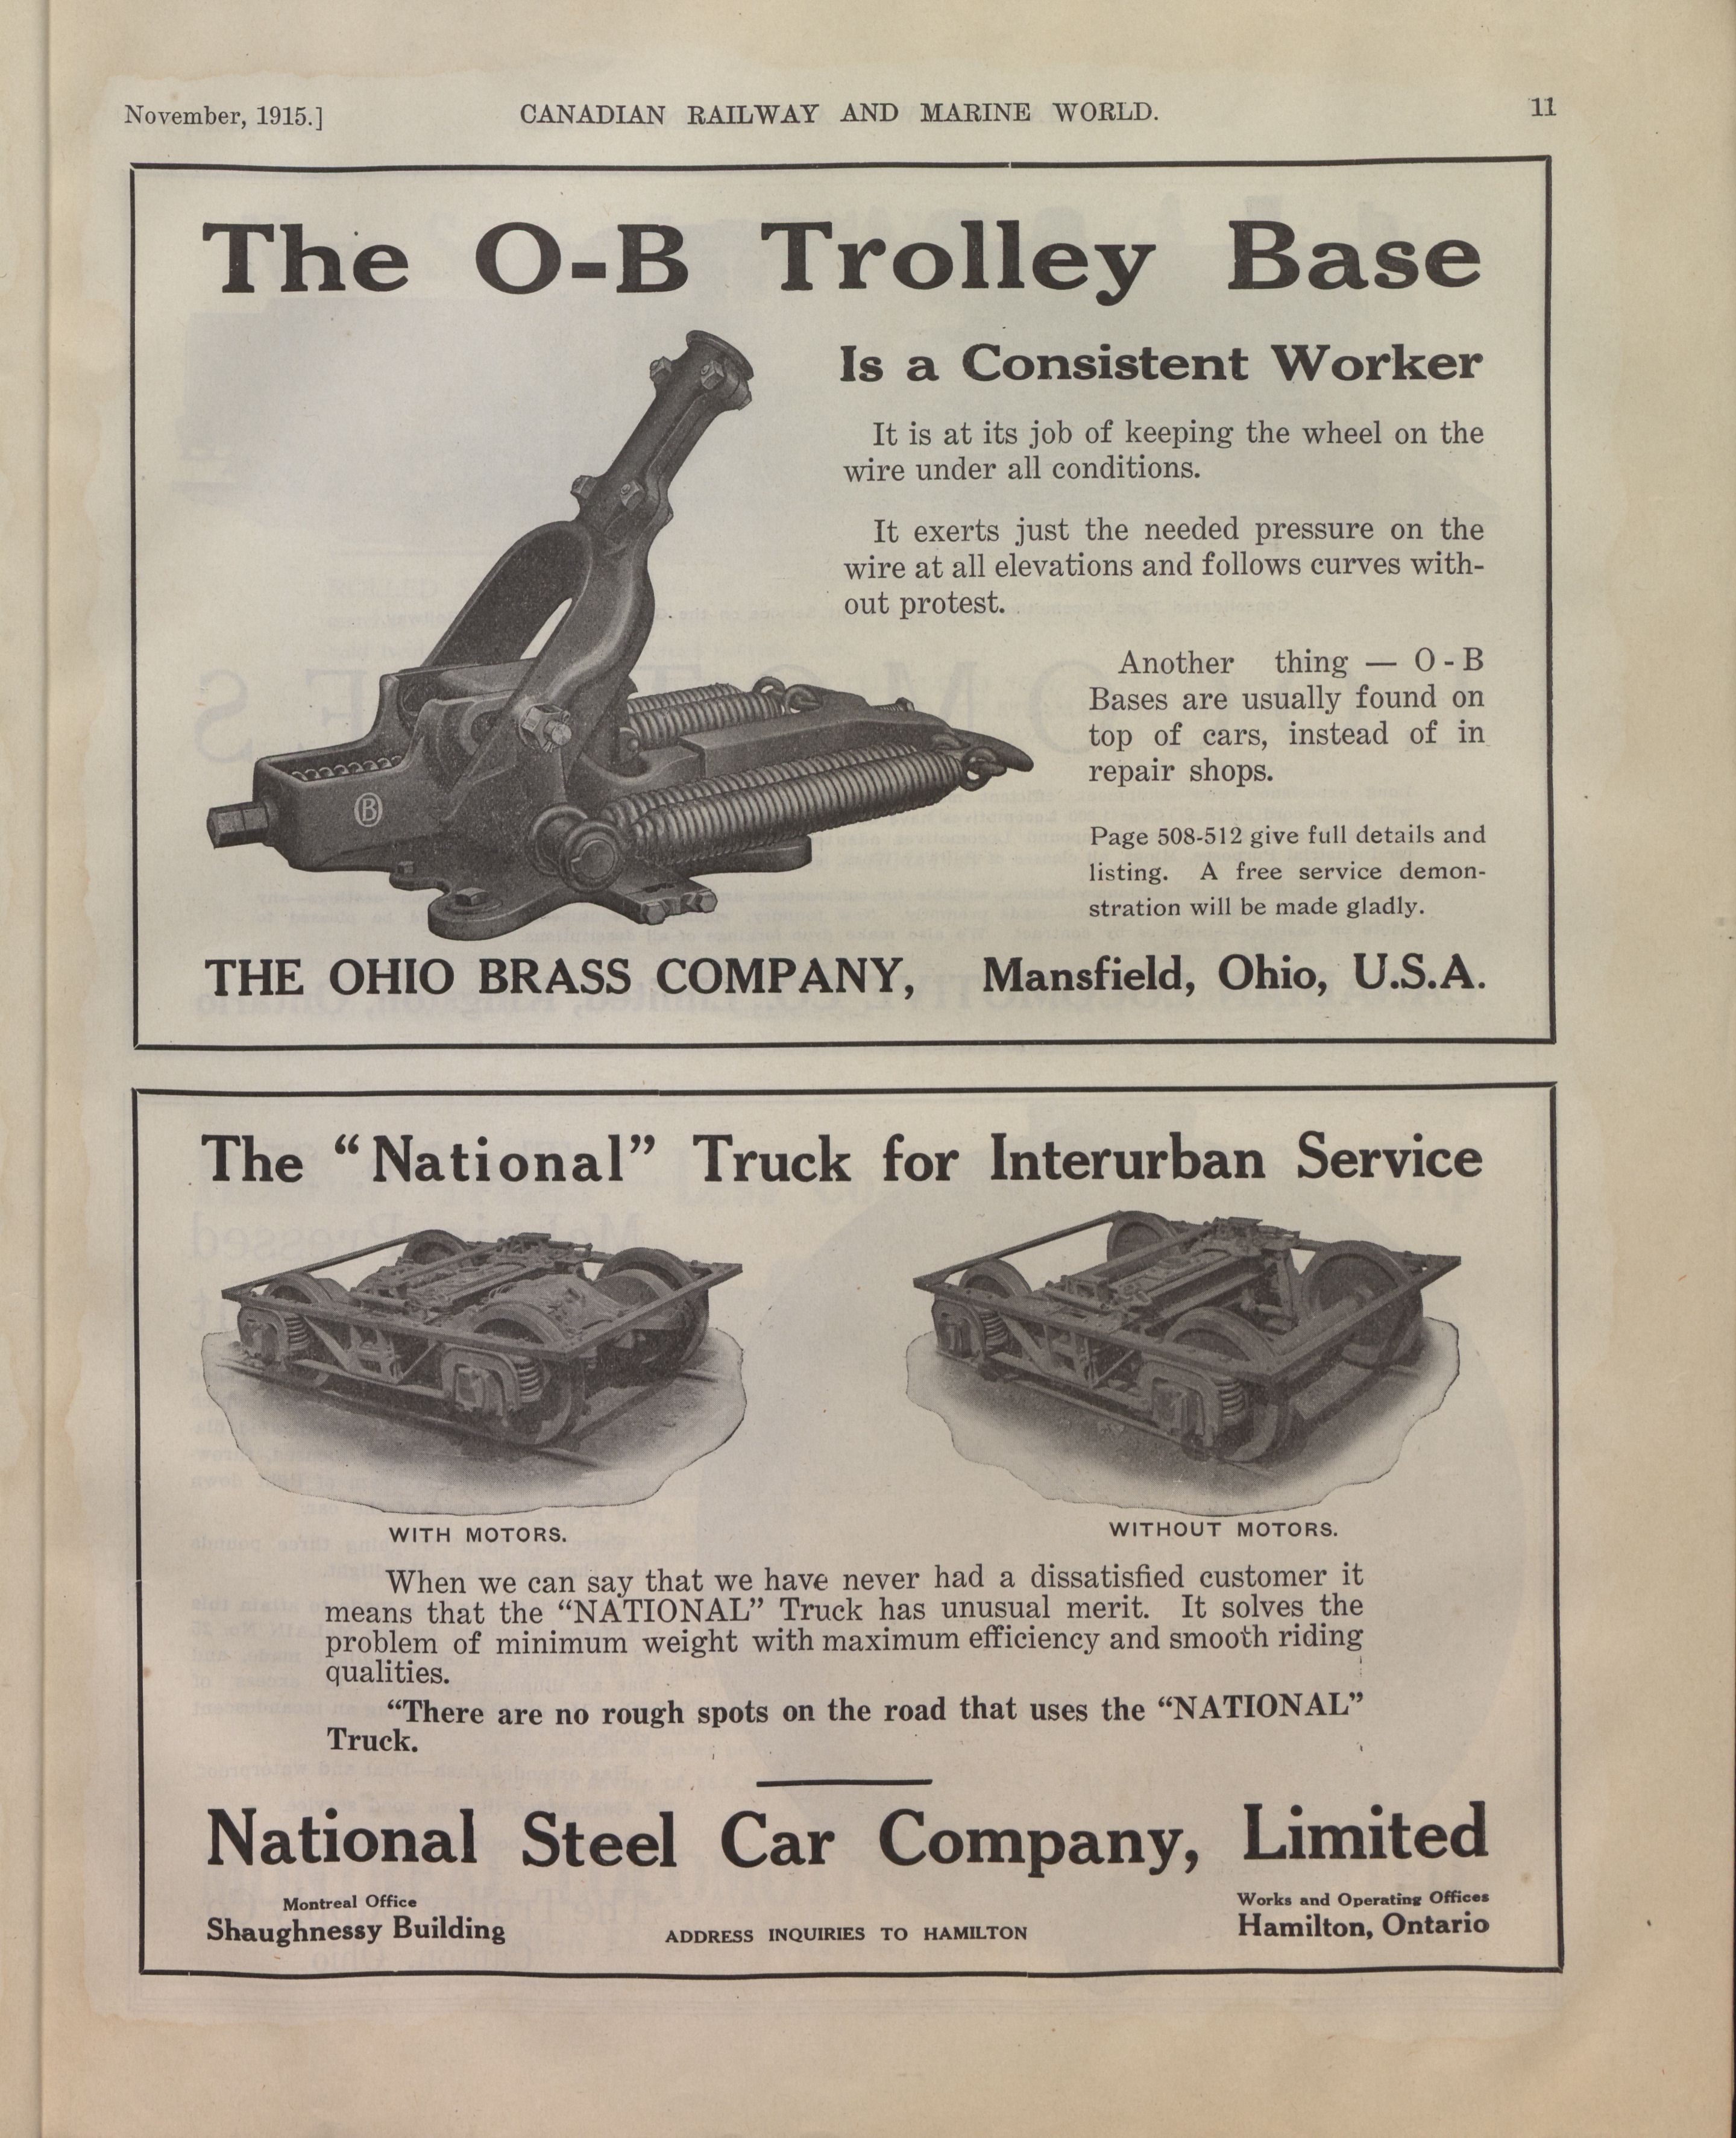 November, 1915.]
CANADIAN RAILWAY AND MARINE WORLD.
11
The O-B Trolley Base
Is a Consistent Worker
It is at its job of keeping the wheel on the
wire under all conditions.
It exerts just the needed pressure on the
wire at all elevations and follows curves with-
out protest.
Another thing — O-B
Bases are usually found on
top of cars, instead of in
repair shops.
Page 508-512 give full details and
listing. A free service demon-
stration will be made gladly.
B
THE OHIO BRASS COMPANY, Mansfield, Ohio, U.S.A.
The "National" Truck for Interurban Service
WITH MOTORS.
WITHOUT MOTORS.
When we can say that we have never had a dissatisfied customer it
means that the "NATIONAL" Truck has unusual merit. It solves the
problem of minimum weight with maximum efficiency and smooth riding
qualities.
"There are no rough spots on the road that uses the "NATIONAL"
Truck.
National Steel Car Company, Limited
Montreal Office
Shaughnessy Building
ADDRESS INQUIRIES TO HAMILTON
Works and Operating Offices
Hamilton, Ontario